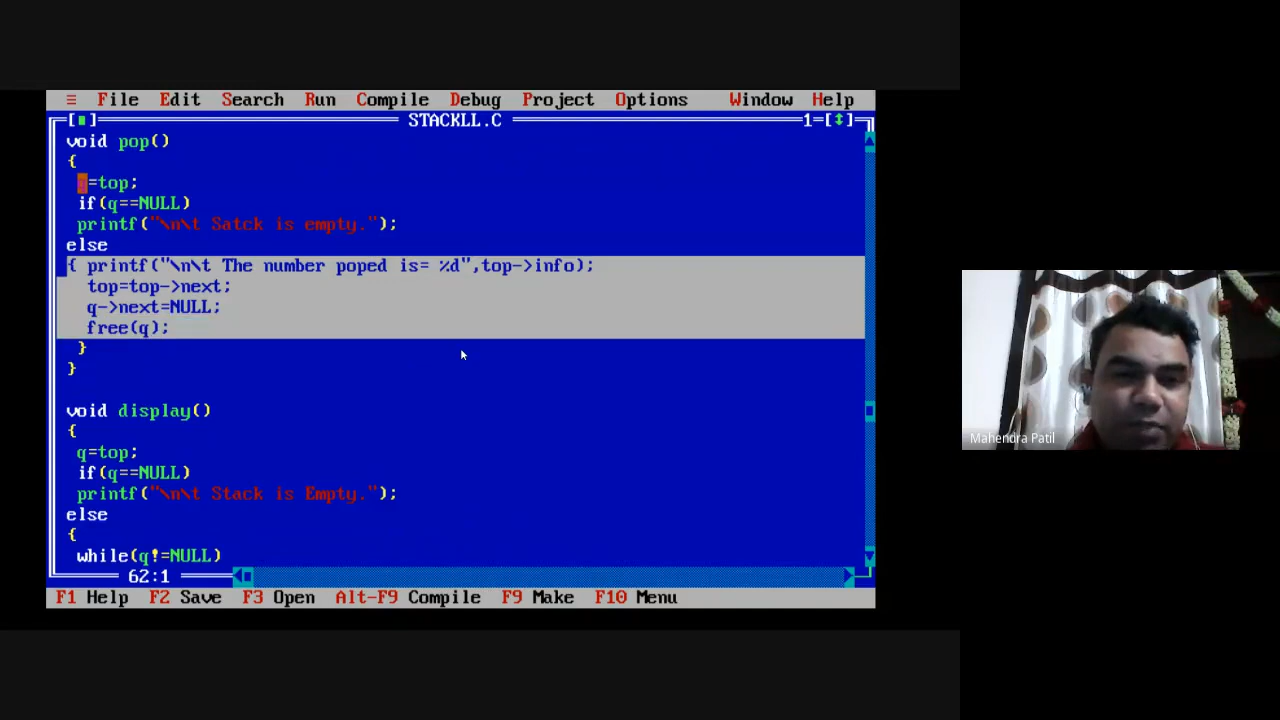 ≡ File Edit Search Run Compile Debug Project Options Window Help
[■] STACKLL.C 1=[↕]
void pop()
{
q=top;
if(q==NULL)
printf("\n\t Satck is empty.");
else
{ printf("\n\t The number poped is= %d",top->info);
top=top->next;
q->next=NULL;
free(q);
}
}
void display()
{
q=top;
if(q==NULL)
printf("\n\t Stack is Empty.");
else
{
while(q!=NULL)
62:1
F1 Help F2 Save F3 Open Alt-F9 Compile F9 Make F10 Menu
Mahendra Patil